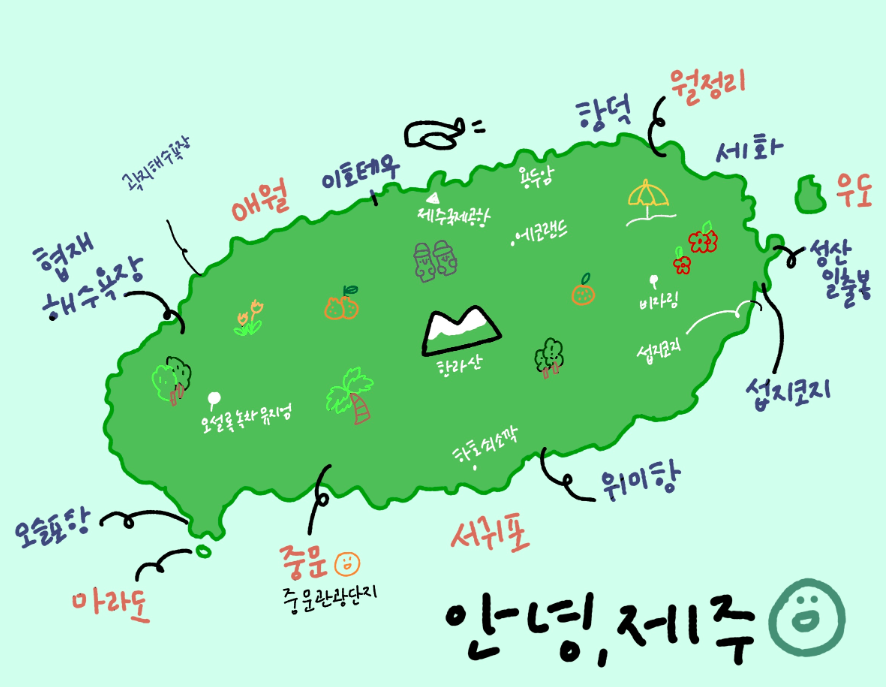 월정리
항덕
세화
우도
곽지해수욕장
이호테우
애월
용두암
제주국제공항
에코랜드
협재
해수욕장
성산
일출봉
비자림
섭지코지
한라산
섭지코지
오설록 녹차 뮤지엄
하효쇠소깍
위미항
오슬포항
서귀포
중문
중문관광단지
마라도
안녕, 제주